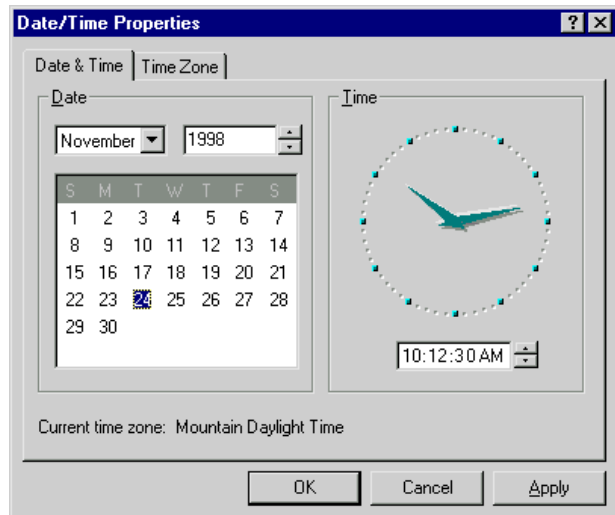 Date/Time Properties ? X
Date & Time Time Zone
Date
November 1998
S M T W T F S
1 2 3 4 5 6 7
8 9 10 11 12 13 14
15 16 17 18 19 20 21
22 23 24 25 26 27 28
29 30
Time
10:12:30 AM
Current time zone: Mountain Daylight Time
OK Cancel Apply